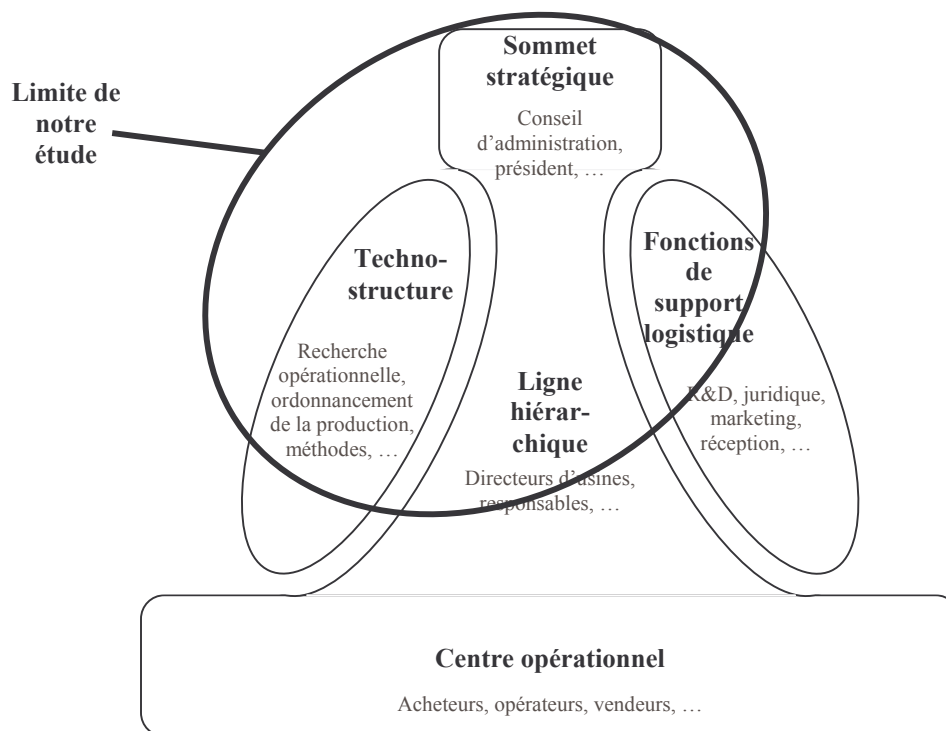 Sommet
stratégique
Conseil
d’administration,
président, …
Limite de
notre
étude
Techno-
structure
Recherche
opérationnelle,
ordonnancement
de la production,
méthodes, …
Ligne
hiérar-
chique
Directeurs d’usines,
responsables, …
Fonctions
de
support
logistique
R&D, juridique,
marketing,
réception, …
Centre opérationnel
Acheteurs, opérateurs, vendeurs, …